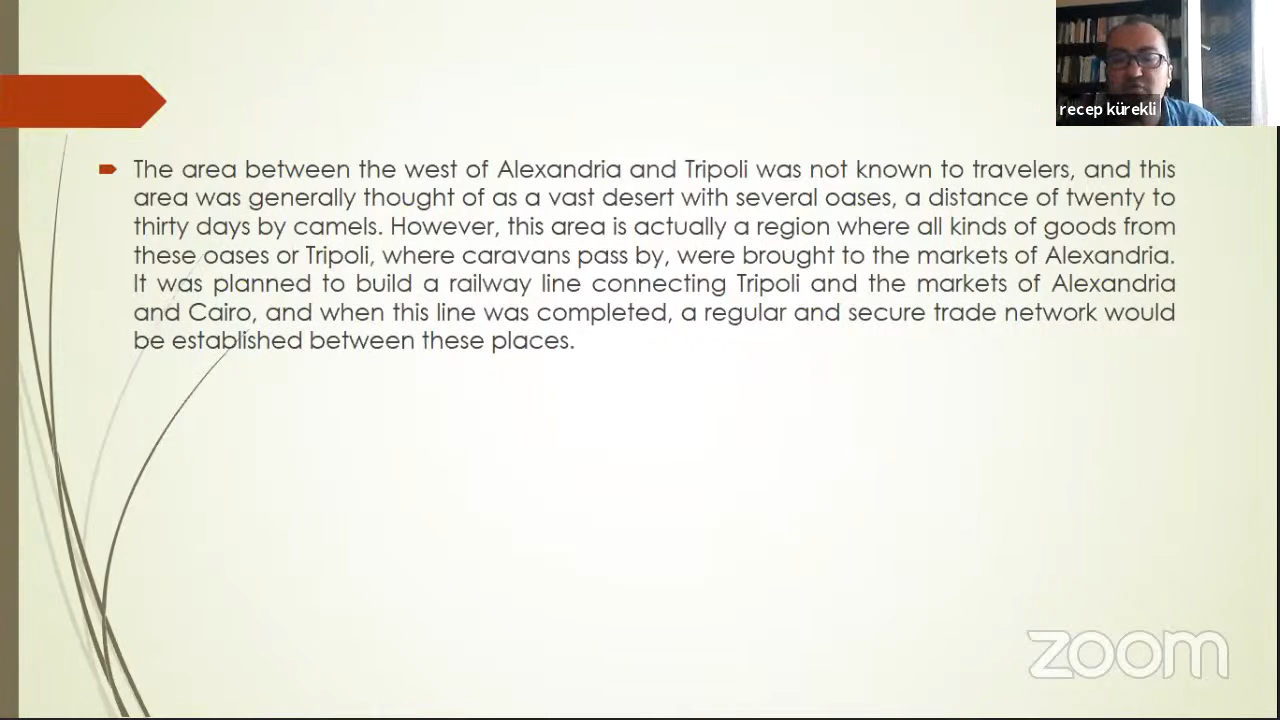 recep kürekli
The area between the west of Alexandria and Tripoli was not known to travelers, and this
area was generally thought of as a vast desert with several oases, a distance of twenty to
thirty days by camels. However, this area is actually a region where all kinds of goods from
these oases or Tripoli, where caravans pass by, were brought to the markets of Alexandria.
It was planned to build a railway line connecting Tripoli and the markets of Alexandria
and Cairo, and when this line was completed, a regular and secure trade network would
be established between these places.
zoom